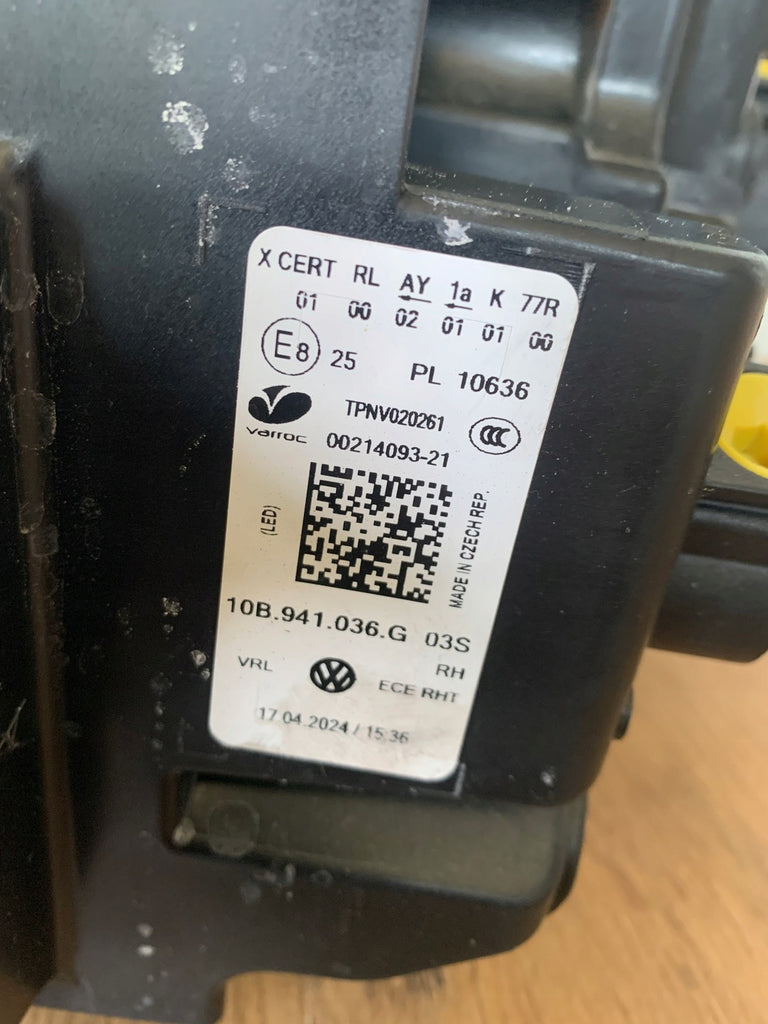 X CERT RL AY 1a K 77R
01 00 02 01 01 00
E8 25 PL 10636
TPNV020261
varroc CCC
00214093-21
(LED)
MADE IN CZECH REP.
10B.941.036.G 03S
VRL RH
ECE RHT
17.04.2024 / 15:36